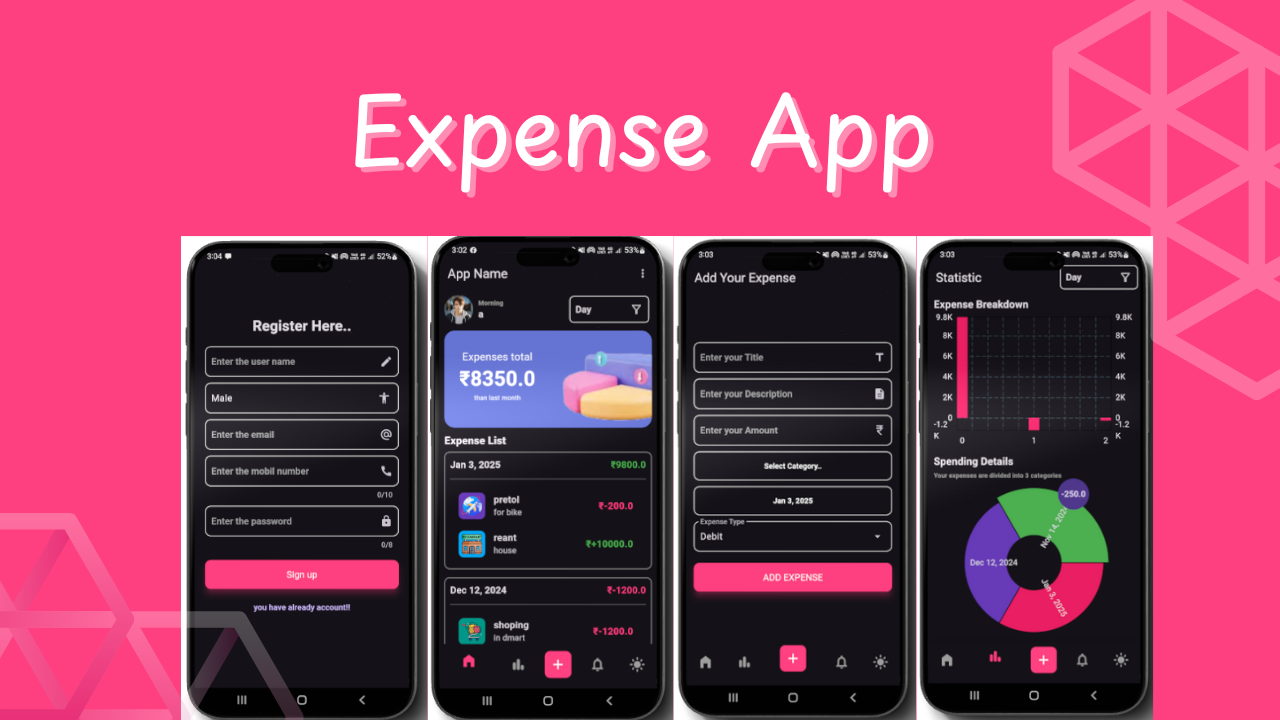 Expense App
3:04
52%
Register Here..
Enter the user name
Male
Enter the email
Enter the mobil number
0/10
Enter the password
0/8
Sign up
you have already account!!
3:02
53%
App Name
Morning
a
Day
Expenses total
₹8350.0
than last month
Expense List
Jan 3, 2025
₹9800.0
pretol
for bike
₹-200.0
reant
house
₹+10000.0
Dec 12, 2024
₹-1200.0
shoping
in dmart
₹-1200.0
3:03
53%
Add Your Expense
Enter your Title
Enter your Description
Enter your Amount
Select Category..
Jan 3, 2025
Expense Type
Debit
ADD EXPENSE
3:03
53%
Statistic
Day
Expense Breakdown
9.8K
9.8K
8K
8K
6K
6K
4K
4K
2K
2K
0
0
-1.2
K
-1.2
K
0
1
2
Spending Details
Your expenses are divided into 3 categories
-250.0
Nov 14, 202
Dec 12, 2024
Jan 3, 2025